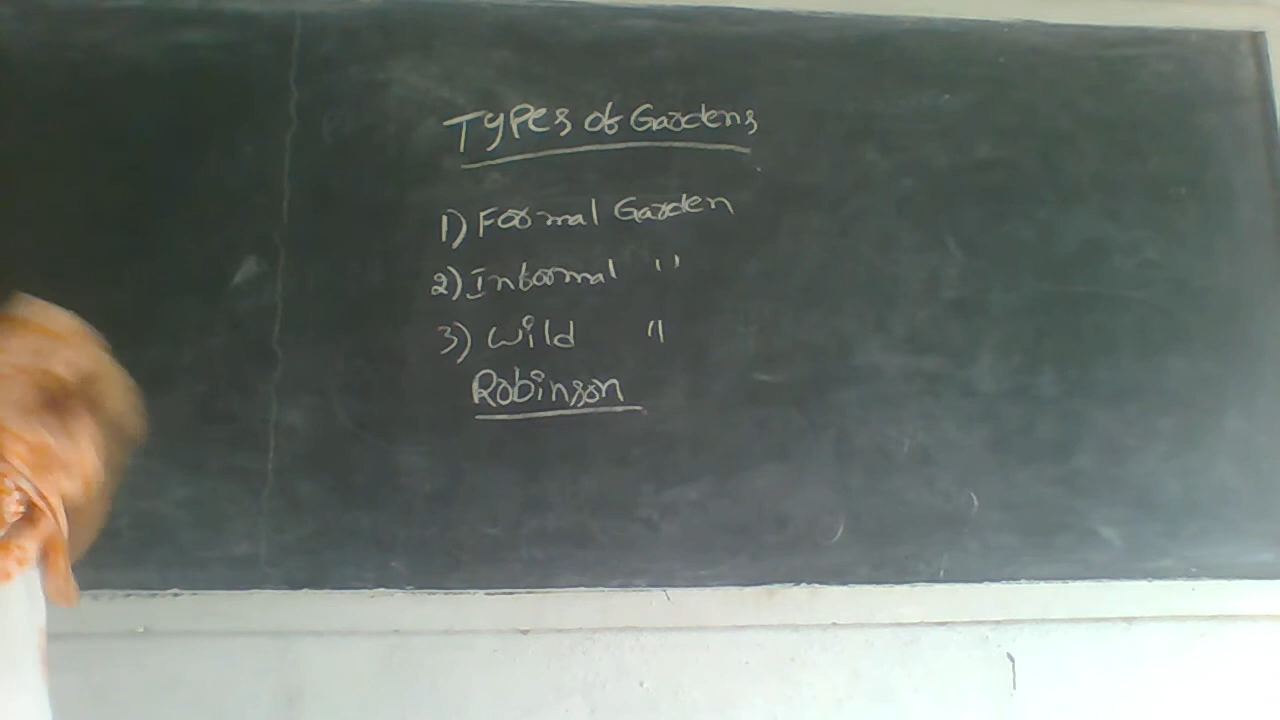 Types of Gardens
1) Formal Garden
2) Informal "
3) Wild "
Robinson